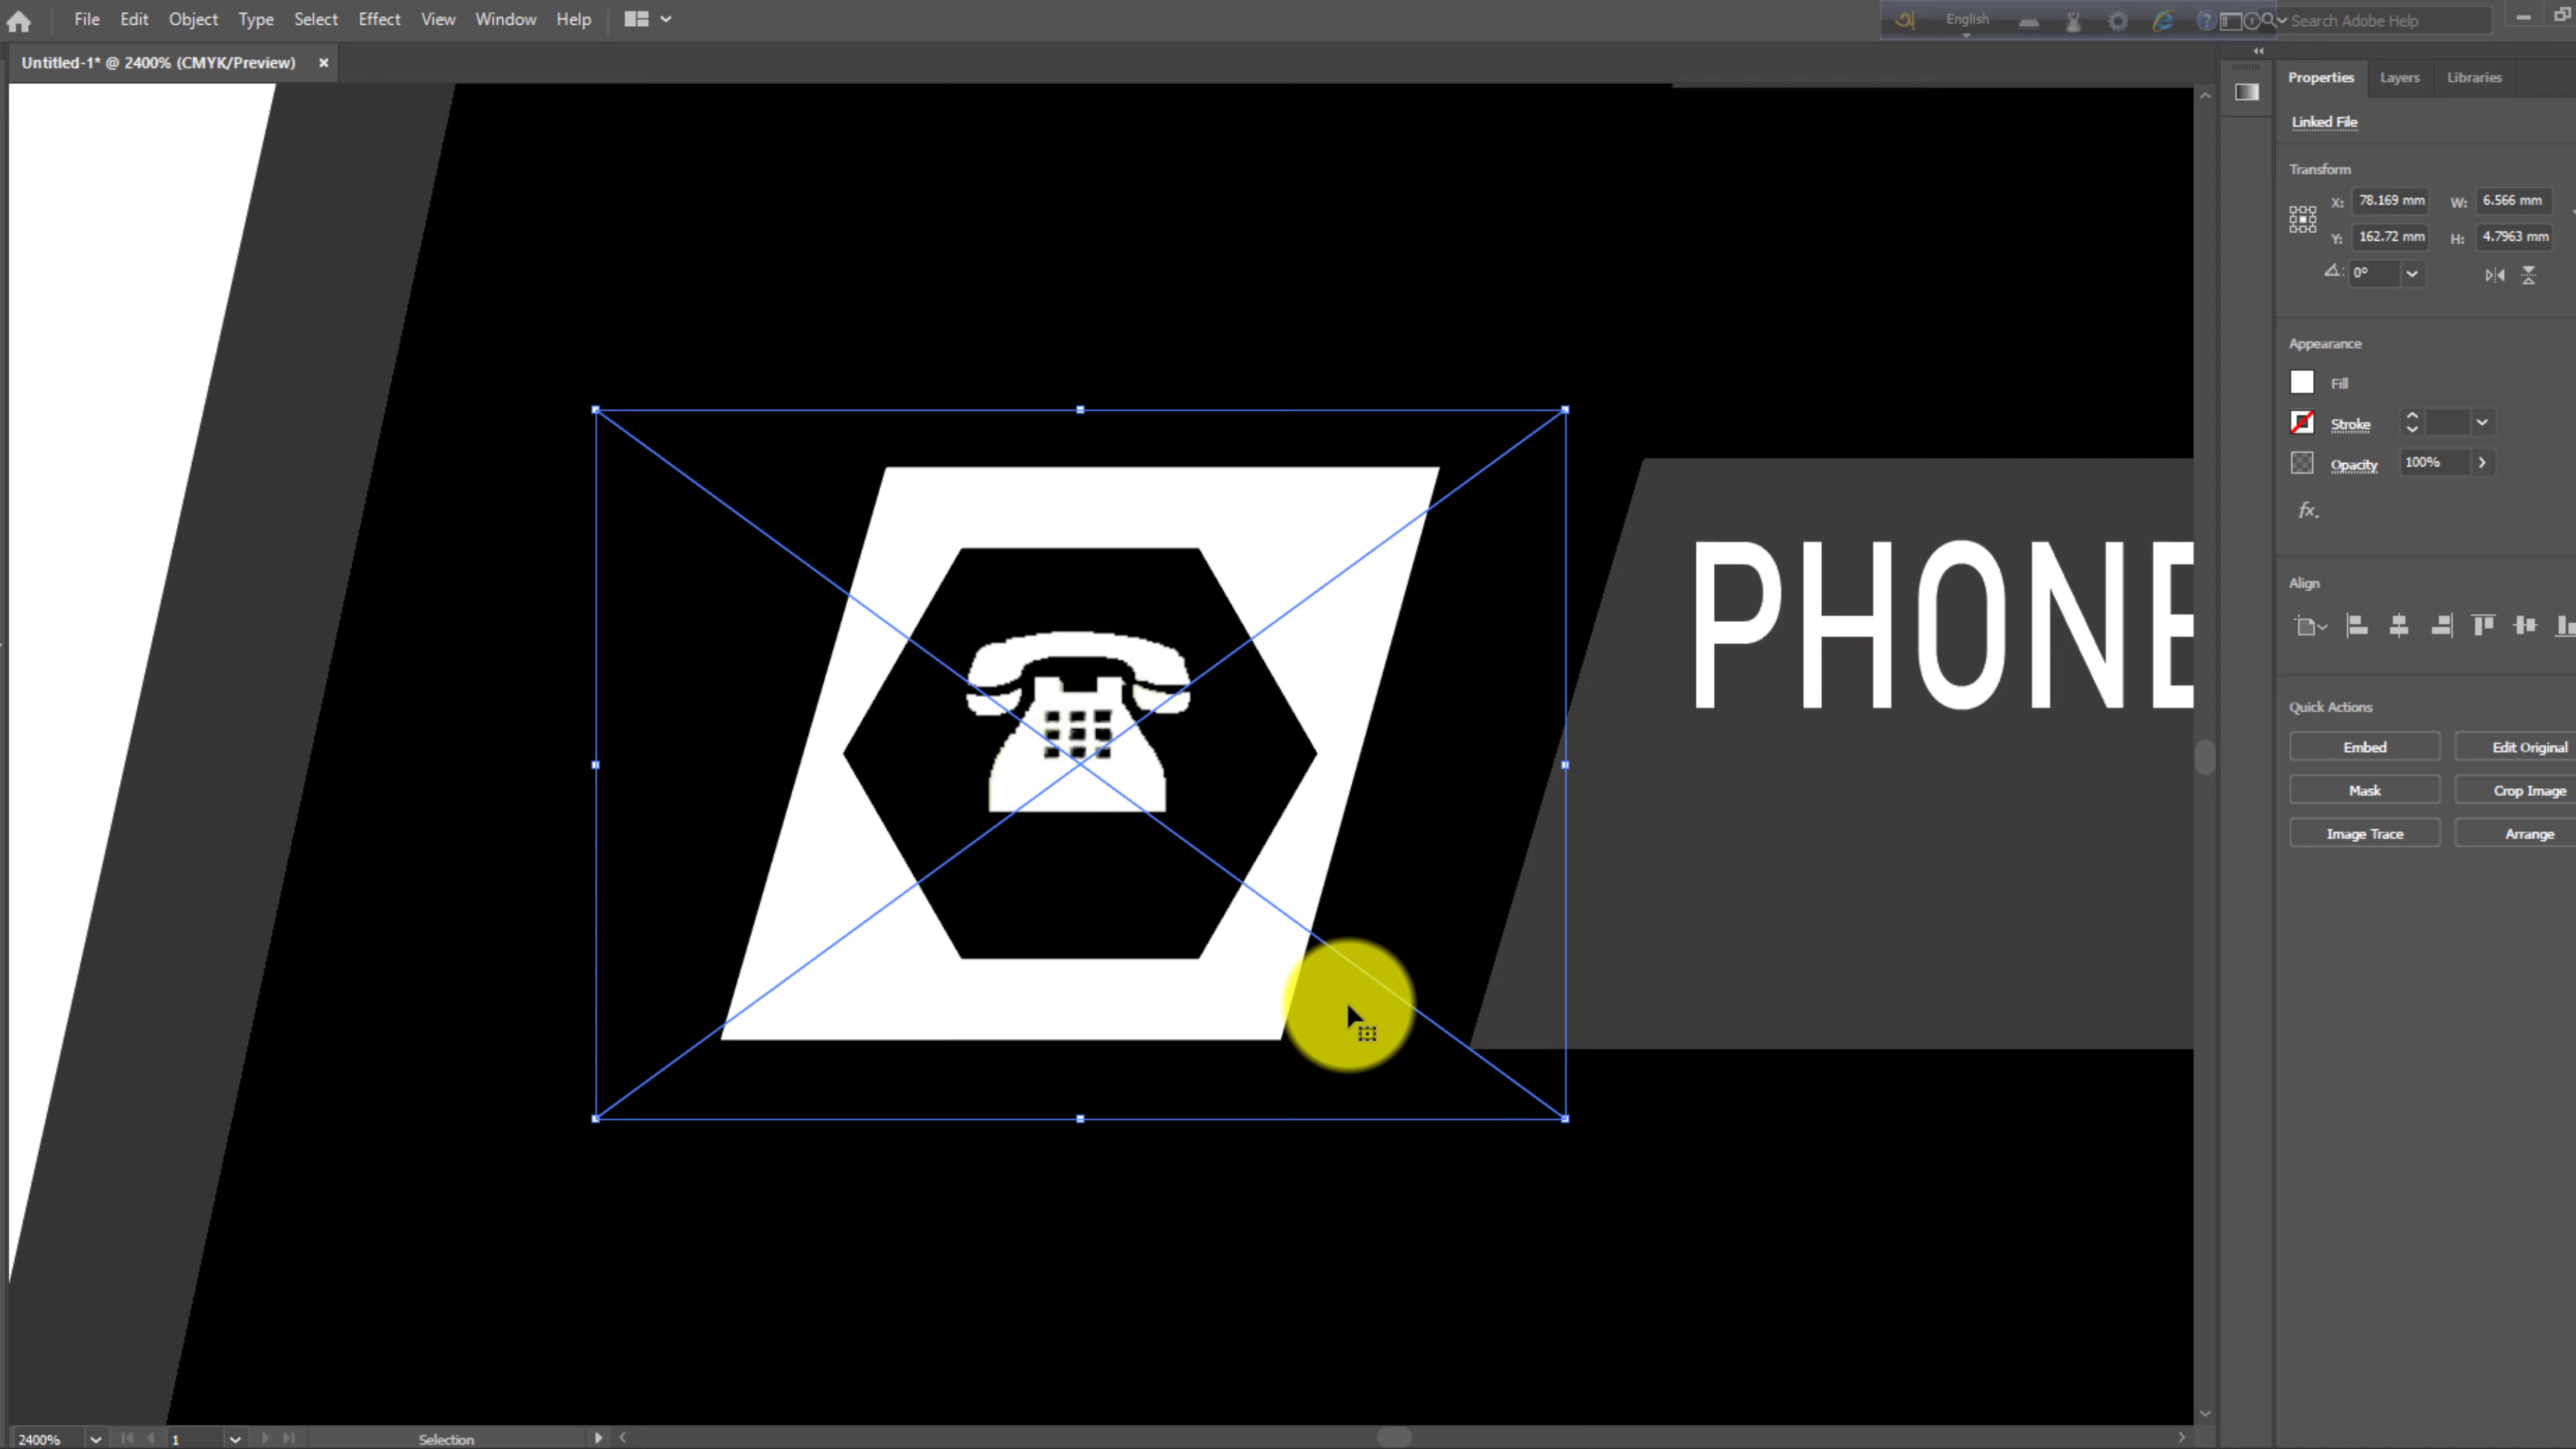 File Edit Object Type Select Effect View Window Help
অ English Search Adobe Help
Untitled-1* @ 2400% (CMYK/Preview) ×
Properties Layers Libraries
Linked File
Transform
X: 78.169 mm W: 6.566 mm
Y: 162.72 mm H: 4.7963 mm
0°
Appearance
Fill
Stroke
Opacity 100%
fx.
PHONE
Align
Quick Actions
Embed Edit Original
Mask Crop Image
Image Trace Arrange
2400% 1 Selection